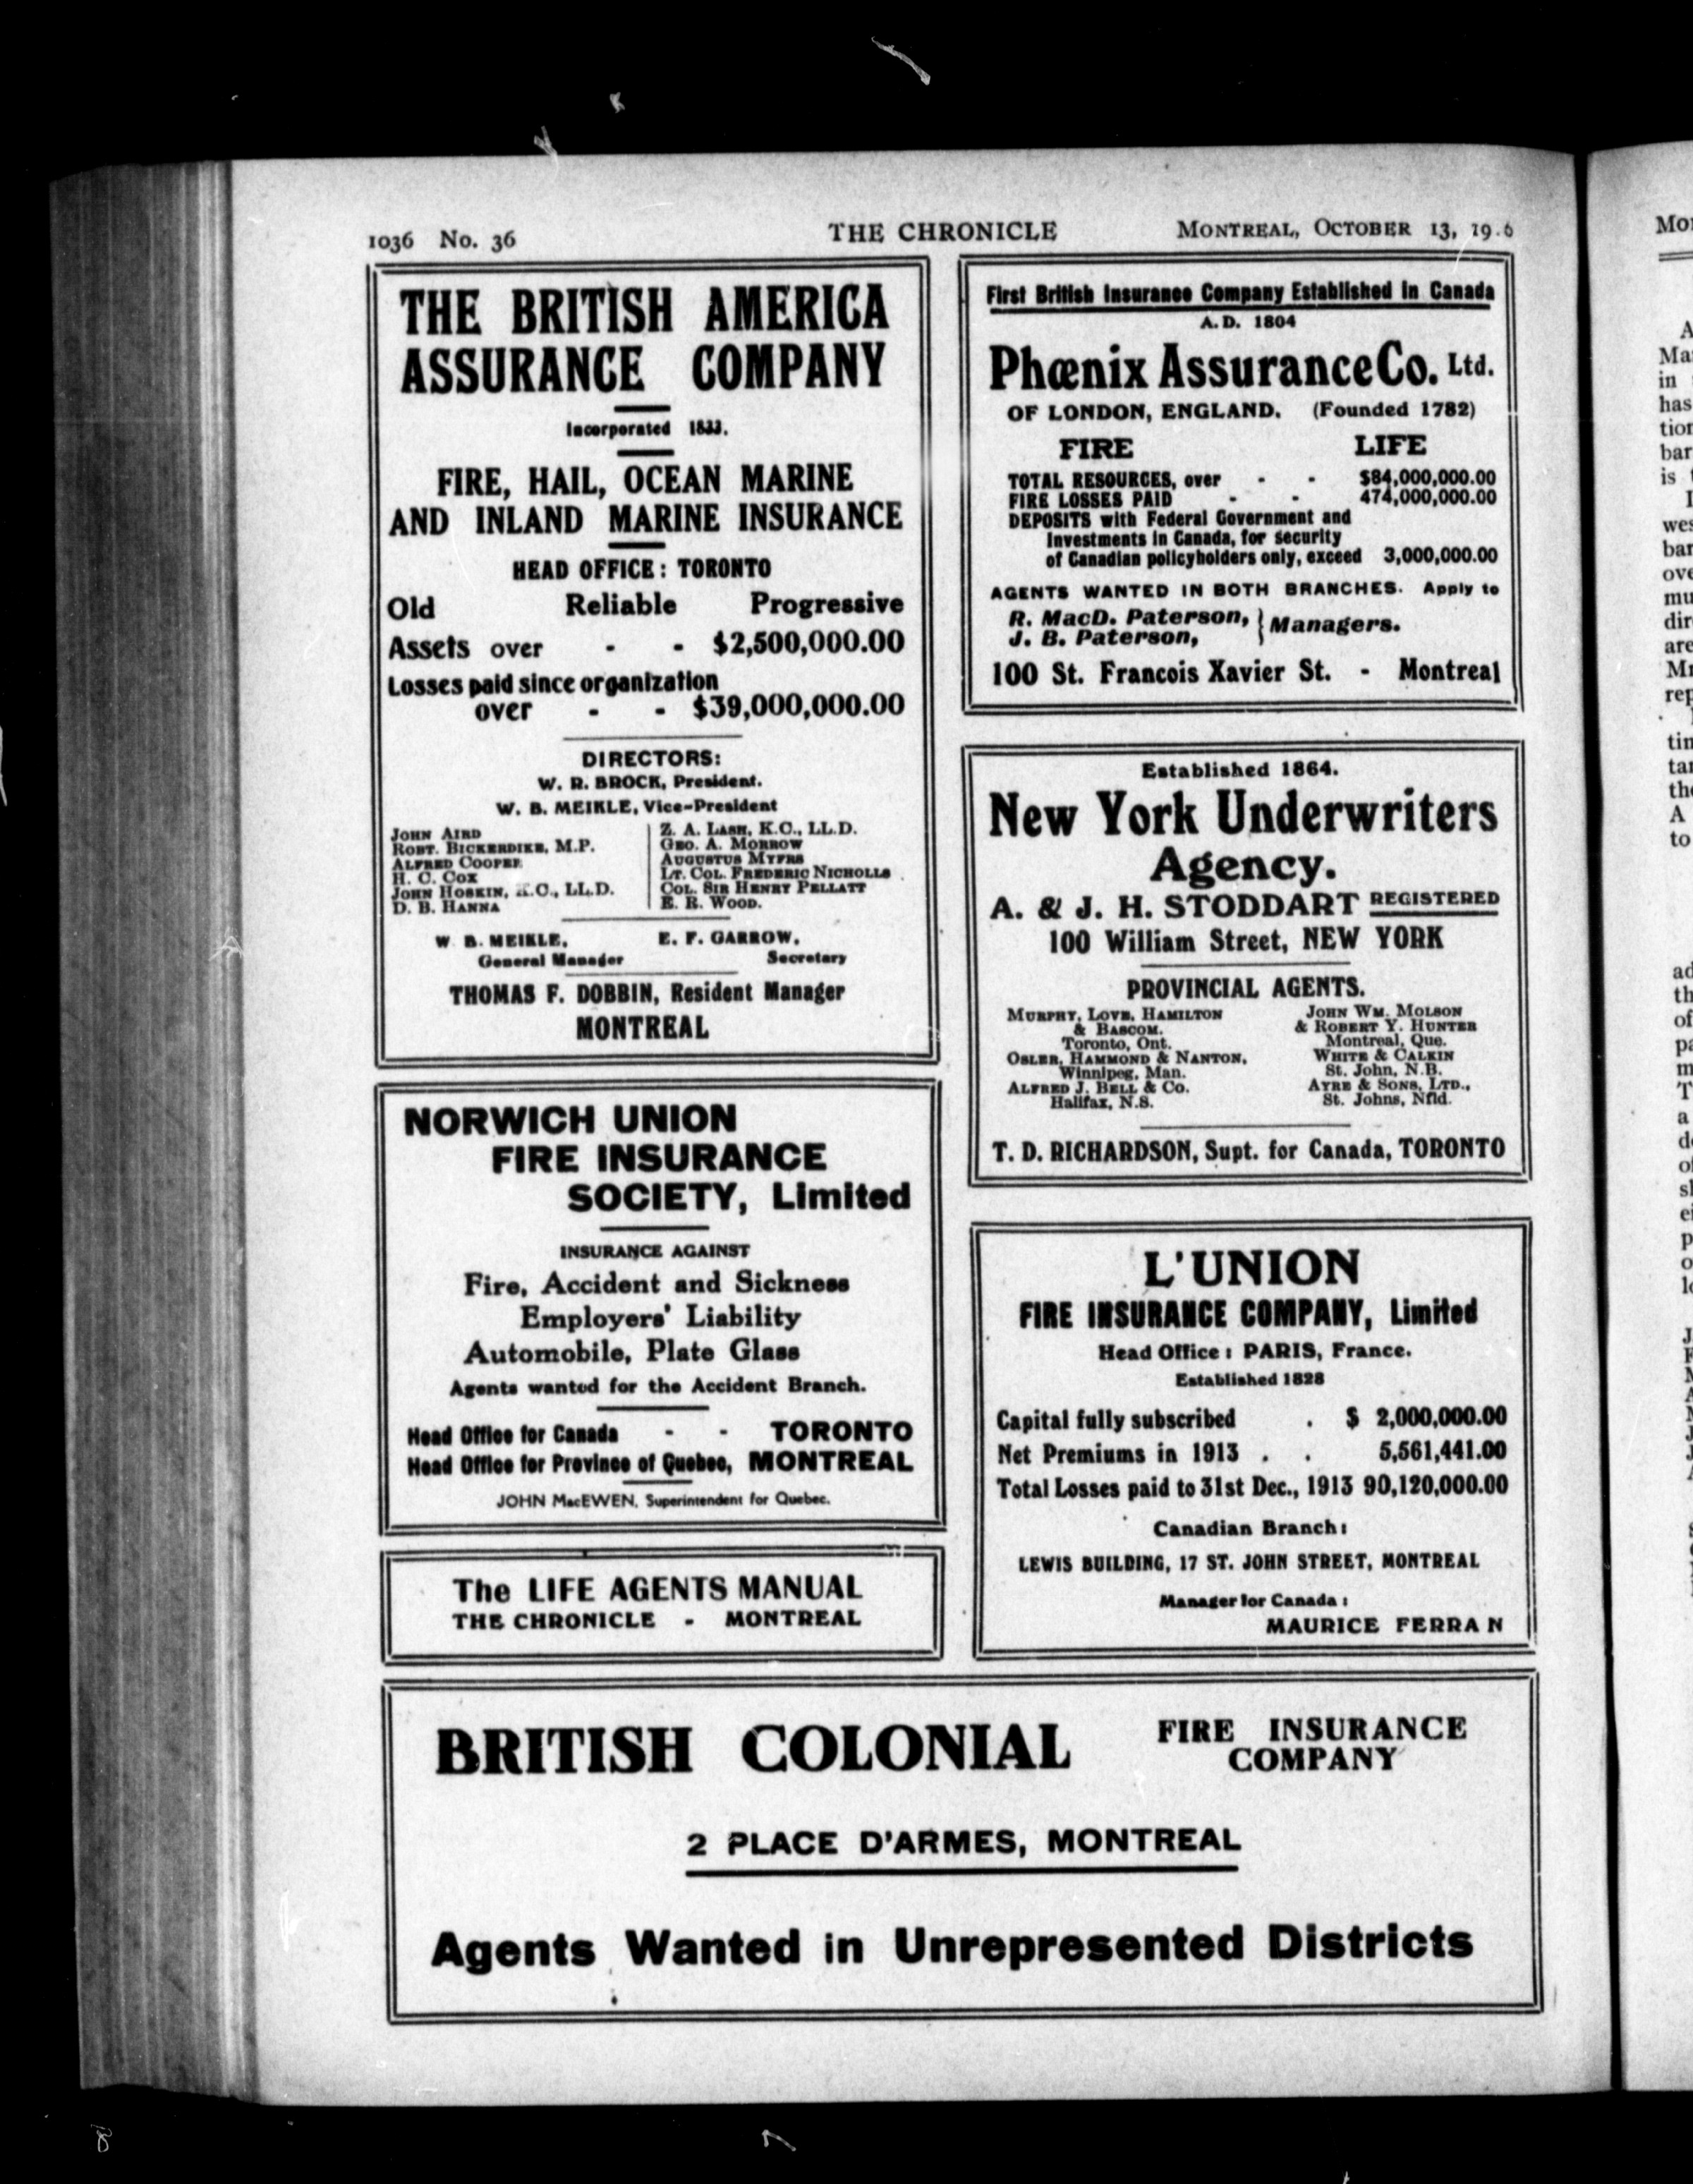 1036 No. 36 THE CHRONICLE MONTREAL, OCTOBER 13, 19.6
THE BRITISH AMERICA
ASSURANCE COMPANY
Incorporated 1833.
FIRE, HAIL, OCEAN MARINE
AND INLAND MARINE INSURANCE
HEAD OFFICE: TORONTO
Old Reliable Progressive
Assets over - - $2,500,000.00
Losses paid since organization
over - - $39,000,000.00
DIRECTORS:
W. R. BROCK, President.
W. B. MEIKLE, Vice-President
JOHN AIRD
ROBT. BICKERDIKE, M.P.
ALFRED COOPER
H. C. COX
JOHN HOSKIN, K.C., LL.D.
D. B. HANNA
Z. A. LASH, K.C., LL.D.
GEO. A. MORROW
AUGUSTUS MYERS
LT. COL. FREDERIC NICHOLLS
COL. SIR HENRY PELLATT
E. R. WOOD.
W. B. MEIKLE, E. F. GARROW,
General Manager Secretary
THOMAS F. DOBBIN, Resident Manager
MONTREAL
NORWICH UNION
FIRE INSURANCE
SOCIETY, Limited
INSURANCE AGAINST
Fire, Accident and Sickness
Employers' Liability
Automobile, Plate Glass
Agents wanted for the Accident Branch.
Head Office for Canada - - TORONTO
Head Office for Province of Quebec, MONTREAL
JOHN MacEWEN, Superintendent for Quebec.
The LIFE AGENTS MANUAL
THE CHRONICLE - MONTREAL
First British Insurance Company Established in Canada
A.D. 1804
Phœnix Assurance Co. Ltd.
OF LONDON, ENGLAND. (Founded 1782)
FIRE LIFE
TOTAL RESOURCES, over - - $84,000,000.00
FIRE LOSSES PAID - - 474,000,000.00
DEPOSITS with Federal Government and
Investments in Canada, for security
of Canadian policyholders only, exceed 3,000,000.00
AGENTS WANTED IN BOTH BRANCHES. Apply to
R. MacD. Paterson, } Managers.
J. B. Paterson,
100 St. Francois Xavier St. - Montreal
Established 1864.
New York Underwriters
Agency.
A. & J. H. STODDART REGISTERED
100 William Street, NEW YORK
PROVINCIAL AGENTS.
MURPHY, LOVE, HAMILTON
& BASCOM.
Toronto, Ont.
OSLER, HAMMOND & NANTON,
Winnipeg, Man.
ALFRED J. BELL & CO.
Halifax, N.S.
JOHN WM. MOLSON
& ROBERT Y. HUNTER
Montreal, Que.
WHITE & CALKIN
St. John, N.B.
AYRE & SONS, LTD.,
St. Johns, Nfld.
T. D. RICHARDSON, Supt. for Canada, TORONTO
L'UNION
FIRE INSURANCE COMPANY, Limited
Head Office: PARIS, France.
Established 1828
Capital fully subscribed . $ 2,000,000.00
Net Premiums in 1913 . . 5,561,441.00
Total Losses paid to 31st Dec., 1913 90,120,000.00
Canadian Branch:
LEWIS BUILDING, 17 ST. JOHN STREET, MONTREAL
Manager for Canada:
MAURICE FERRAN
BRITISH COLONIAL FIRE INSURANCE
COMPANY
2 PLACE D'ARMES, MONTREAL
Agents Wanted in Unrepresented Districts